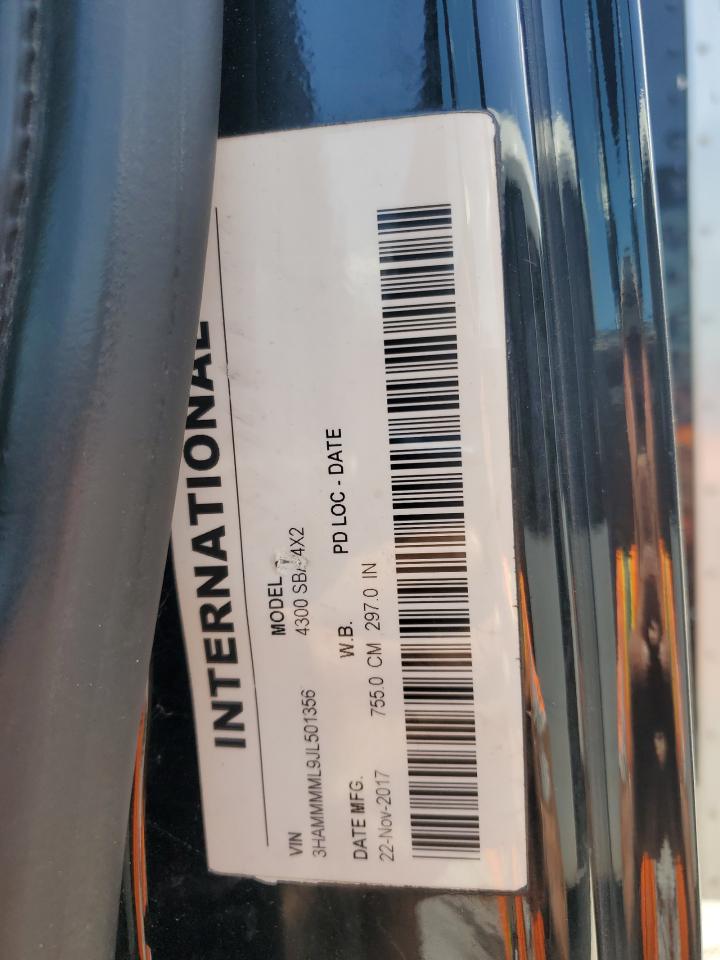 INTERNATIONAL
VIN MODEL
3HAMMMML9JL501356 4300 SBA 4X2
DATE MFG. W.B. PD LOC - DATE
22-Nov-2017 755.0 CM 297.0 IN